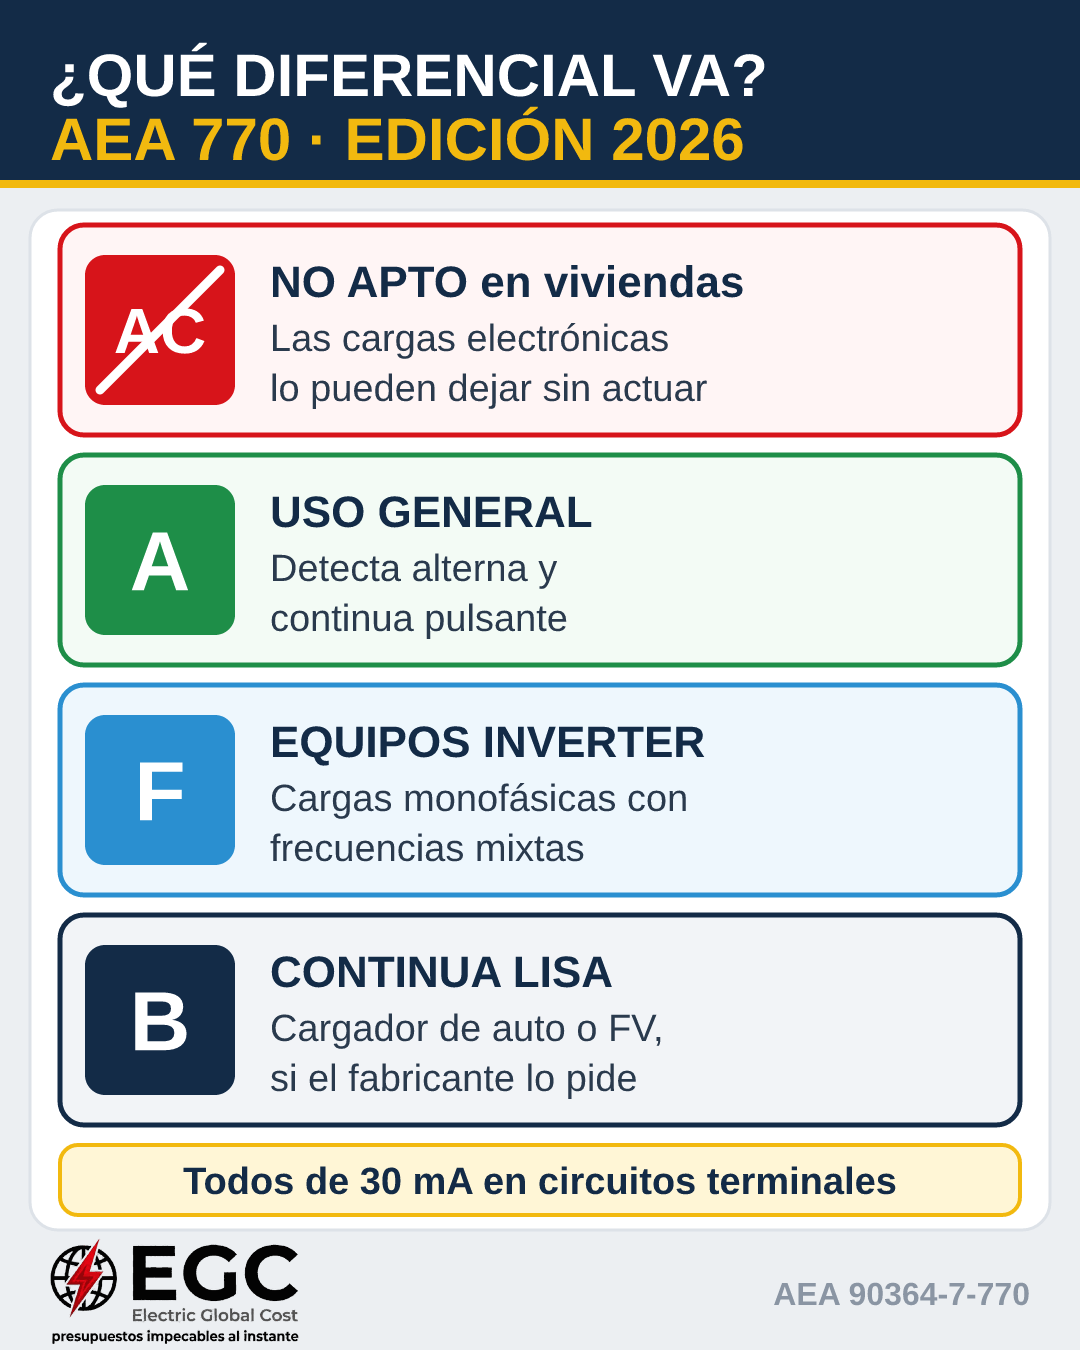 ¿QUÉ DIFERENCIAL VA?
AEA 770 · EDICIÓN 2026
AC
NO APTO en viviendas
Las cargas electrónicas
lo pueden dejar sin actuar
A
USO GENERAL
Detecta alterna y
continua pulsante
F
EQUIPOS INVERTER
Cargas monofásicas con
frecuencias mixtas
B
CONTINUA LISA
Cargador de auto o FV,
si el fabricante lo pide
Todos de 30 mA en circuitos terminales
EGC
Electric Global Cost
presupuestos impecables al instante
AEA 90364-7-770